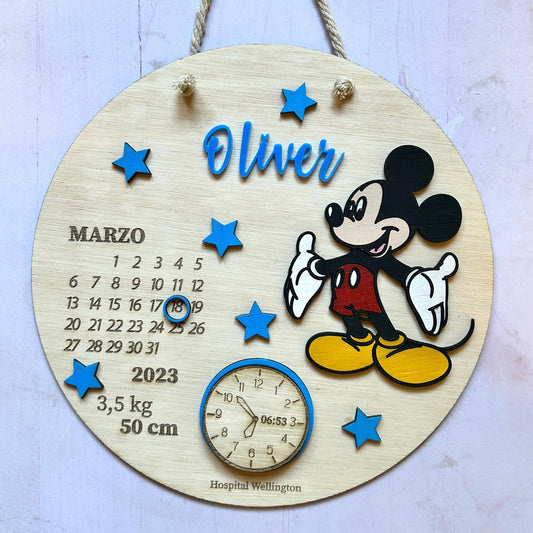 Oliver
MARZO
1 2 3 4 5
6 7 8 9 10 11 12
13 14 15 16 17 18 19
20 21 22 23 24 25 26
27 28 29 30 31
2023
3,5 kg
50 cm
12
11 1
10 2
9 06:53 3
8 4
7 5
6
Hospital Wellington